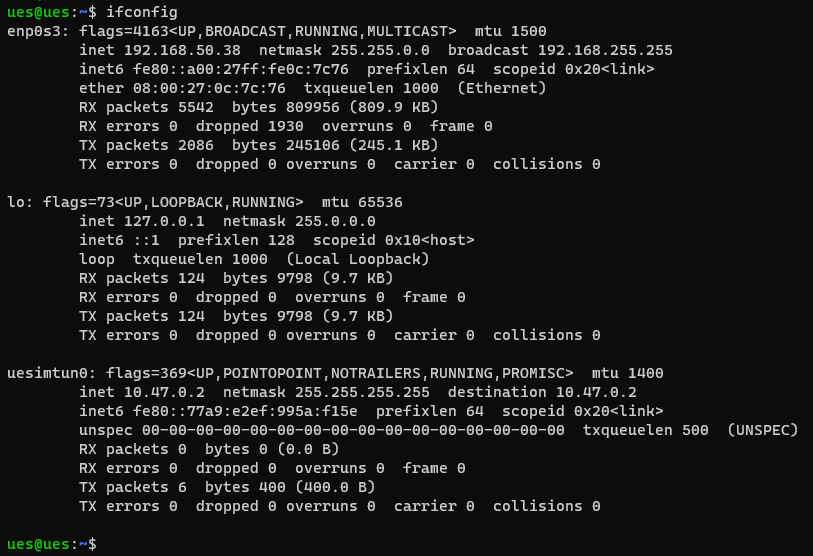 ues@ues:~$ ifconfig
enp0s3: flags=4163<UP,BROADCAST,RUNNING,MULTICAST>  mtu 1500
        inet 192.168.50.38  netmask 255.255.0.0  broadcast 192.168.255.255
        inet6 fe80::a00:27ff:fe0c:7c76  prefixlen 64  scopeid 0x20<link>
        ether 08:00:27:0c:7c:76  txqueuelen 1000  (Ethernet)
        RX packets 5542  bytes 809956 (809.9 KB)
        RX errors 0  dropped 1930  overruns 0  frame 0
        TX packets 2086  bytes 245106 (245.1 KB)
        TX errors 0  dropped 0 overruns 0  carrier 0  collisions 0

lo: flags=73<UP,LOOPBACK,RUNNING>  mtu 65536
        inet 127.0.0.1  netmask 255.0.0.0
        inet6 ::1  prefixlen 128  scopeid 0x10<host>
        loop  txqueuelen 1000  (Local Loopback)
        RX packets 124  bytes 9798 (9.7 KB)
        RX errors 0  dropped 0  overruns 0  frame 0
        TX packets 124  bytes 9798 (9.7 KB)
        TX errors 0  dropped 0 overruns 0  carrier 0  collisions 0

uesimtun0: flags=369<UP,POINTOPOINT,NOTRAILERS,RUNNING,PROMISC>  mtu 1400
        inet 10.47.0.2  netmask 255.255.255.255  destination 10.47.0.2
        inet6 fe80::77a9:e2ef:995a:f15e  prefixlen 64  scopeid 0x20<link>
        unspec 00-00-00-00-00-00-00-00-00-00-00-00-00-00-00-00  txqueuelen 500  (UNSPEC)
        RX packets 0  bytes 0 (0.0 B)
        RX errors 0  dropped 0  overruns 0  frame 0
        TX packets 6  bytes 400 (400.0 B)
        TX errors 0  dropped 0 overruns 0  carrier 0  collisions 0

ues@ues:~$